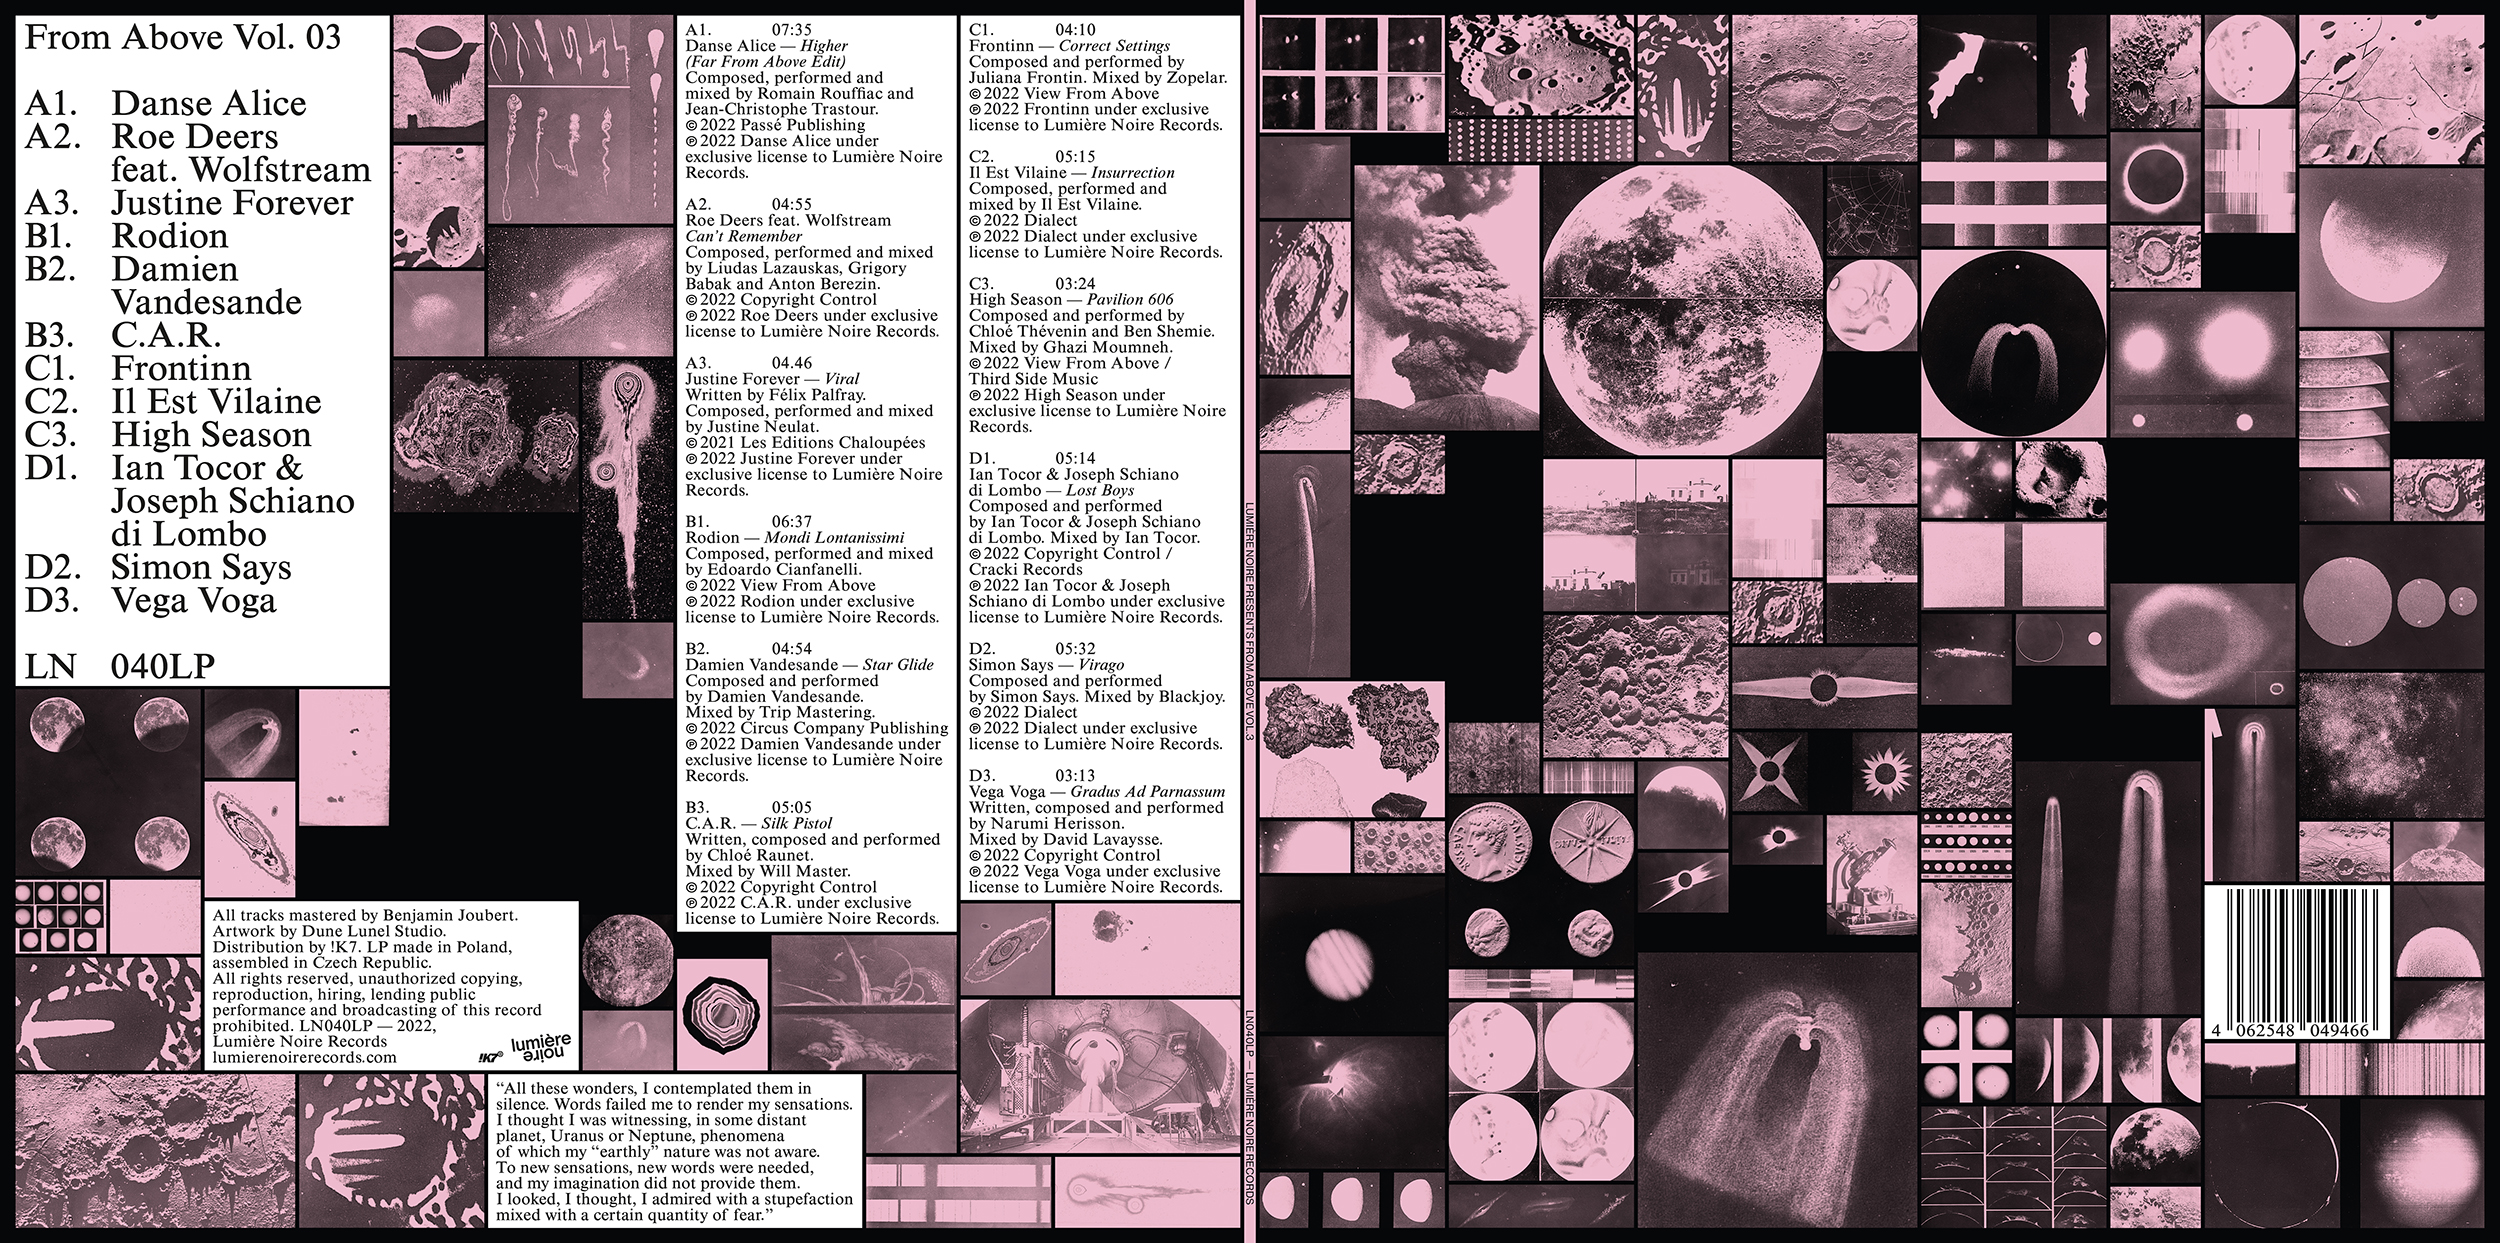 From Above Vol. 03
A1. Danse Alice
A2. Roe Deers
feat. Wolfstream
A3. Justine Forever
B1. Rodion
B2. Damien
Vandesande
B3. C.A.R.
C1. Frontinn
C2. Il Est Vilaine
C3. High Season
D1. Ian Tocor &
Joseph Schiano
di Lombo
D2. Simon Says
D3. Vega Voga
LN 040LP
A1. 07:35
Danse Alice — Higher
(Far From Above Edit)
Composed, performed and
mixed by Romain Rouffiac and
Jean-Christophe Trastour.
© 2022 Passé Publishing
℗ 2022 Danse Alice under
exclusive license to Lumière Noire
Records.
A2. 04:55
Roe Deers feat. Wolfstream
Can't Remember
Composed, performed and mixed
by Liudas Lazauskas, Grigory
Babak and Anton Berezin.
© 2022 Copyright Control
℗ 2022 Roe Deers under exclusive
license to Lumière Noire Records.
A3. 04.46
Justine Forever — Viral
Written by Félix Palfray.
Composed, performed and mixed
by Justine Neulat.
© 2021 Les Editions Chaloupées
℗ 2022 Justine Forever under
exclusive license to Lumière Noire
Records.
B1. 06:37
Rodion — Mondi Lontanissimi
Composed, performed and mixed
by Edoardo Cianfanelli.
© 2022 View From Above
℗ 2022 Rodion under exclusive
license to Lumière Noire Records.
B2. 04:54
Damien Vandesande — Star Glide
Composed and performed
by Damien Vandesande.
Mixed by Trip Mastering.
© 2022 Circus Company Publishing
℗ 2022 Damien Vandesande under
exclusive license to Lumière Noire
Records.
B3. 05:05
C.A.R. — Silk Pistol
Written, composed and performed
by Chloé Raunet.
Mixed by Will Master.
© 2022 Copyright Control
℗ 2022 C.A.R. under exclusive
license to Lumière Noire Records.
C1. 04:10
Frontinn — Correct Settings
Composed and performed by
Juliana Frontin. Mixed by Zopelar.
© 2022 View From Above
℗ 2022 Frontinn under exclusive
license to Lumière Noire Records.
C2. 05:15
Il Est Vilaine — Insurrection
Composed, performed and
mixed by Il Est Vilaine.
© 2022 Dialect
℗ 2022 Dialect under exclusive
license to Lumière Noire Records.
C3. 03:24
High Season — Pavilion 606
Composed and performed by
Chloé Thévenin and Ben Shemie.
Mixed by Ghazi Moumneh.
© 2022 View From Above /
Third Side Music
℗ 2022 High Season under
exclusive license to Lumière Noire
Records.
D1. 05:14
Ian Tocor & Joseph Schiano
di Lombo — Lost Boys
Composed and performed
by Ian Tocor & Joseph Schiano
di Lombo. Mixed by Ian Tocor.
© 2022 Copyright Control /
Cracki Records
℗ 2022 Ian Tocor & Joseph
Schiano di Lombo under exclusive
license to Lumière Noire Records.
D2. 05:32
Simon Says — Virago
Composed and performed
by Simon Says. Mixed by Blackjoy.
© 2022 Dialect
℗ 2022 Dialect under exclusive
license to Lumière Noire Records.
D3. 03:13
Vega Voga — Gradus Ad Parnassum
Written, composed and performed
by Narumi Herisson.
Mixed by David Lavaysse.
© 2022 Copyright Control
℗ 2022 Vega Voga under exclusive
license to Lumière Noire Records.
All tracks mastered by Benjamin Joubert.
Artwork by Dune Lunel Studio.
Distribution by !K7. LP made in Poland,
assembled in Czech Republic.
All rights reserved, unauthorized copying,
reproduction, hiring, lending public
performance and broadcasting of this record
prohibited. LN040LP — 2022,
Lumière Noire Records
lumierenoirerecords.com
!K7®
lumière
noire
“All these wonders, I contemplated them in
silence. Words failed me to render my sensations.
I thought I was witnessing, in some distant
planet, Uranus or Neptune, phenomena
of which my “earthly” nature was not aware.
To new sensations, new words were needed,
and my imagination did not provide them.
I looked, I thought, I admired with a stupefaction
mixed with a certain quantity of fear.”
LUMIÈRE NOIRE PRESENTS FROM ABOVE VOL.3
LN040LP — LUMIÈRE NOIRE RECORDS
4 062548 049466